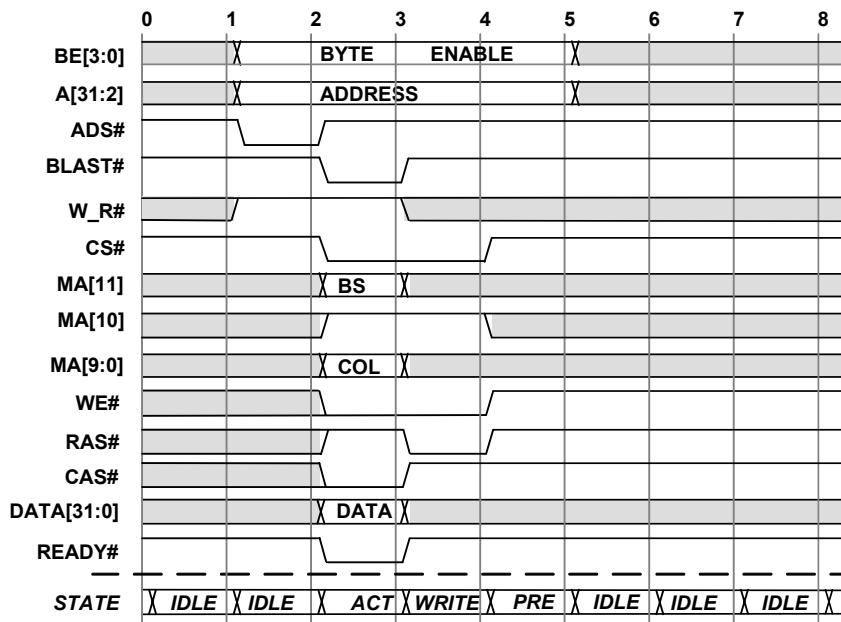 0 1 2 3 4 5 6 7 8
BE[3:0] BYTE ENABLE
A[31:2] ADDRESS
ADS#
BLAST#
W_R#
CS#
MA[11] BS
MA[10]
MA[9:0] COL
WE#
RAS#
CAS#
DATA[31:0] DATA
READY#
STATE IDLE IDLE ACT WRITE PRE IDLE IDLE IDLE